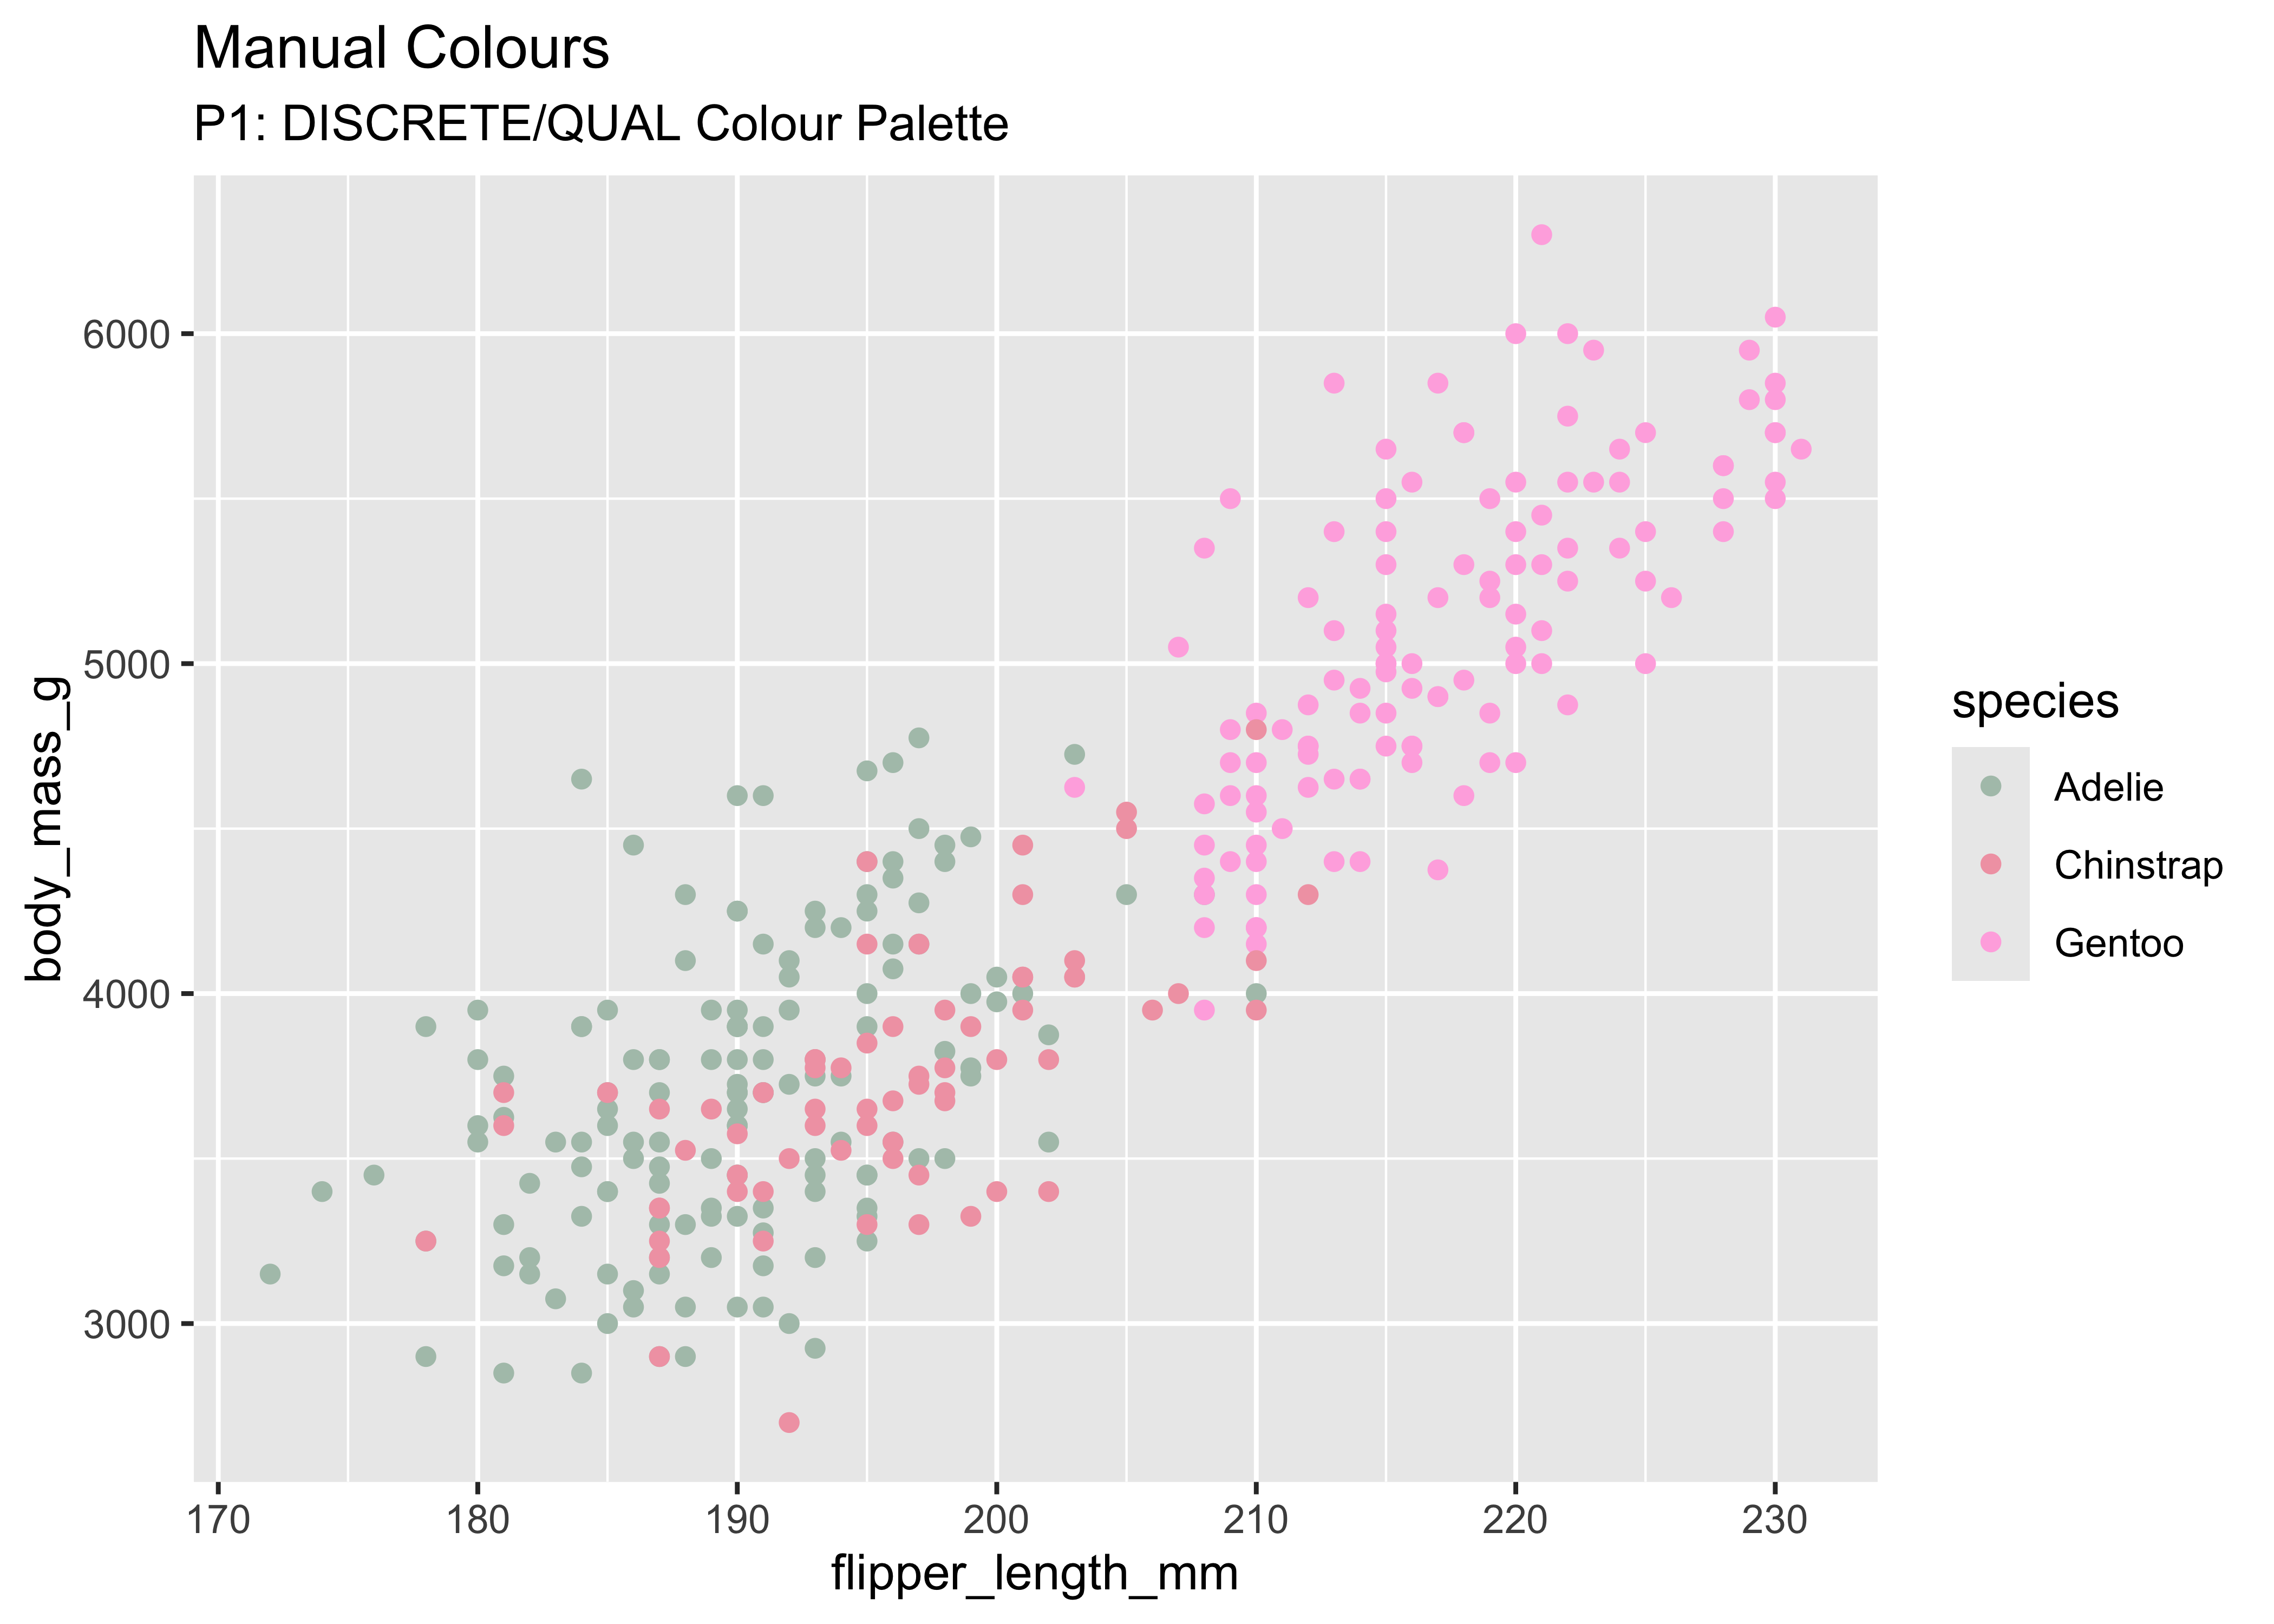 Manual Colours
P1: DISCRETE/QUAL Colour Palette
body_mass_g
6000
5000
4000
3000
170 180 190 200 210 220 230
flipper_length_mm
species
Adelie
Chinstrap
Gentoo